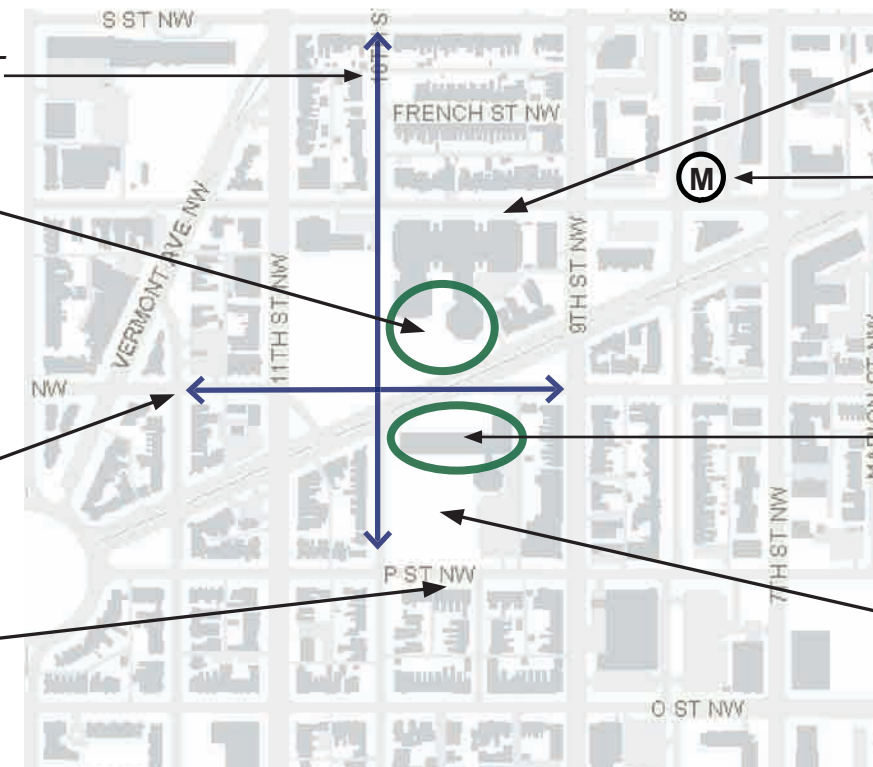 S ST NW
FRENCH ST NW
M
VERMONT AVE NW
11TH ST NW
9TH ST NW
NW
P ST NW
7TH ST NW
O ST NW